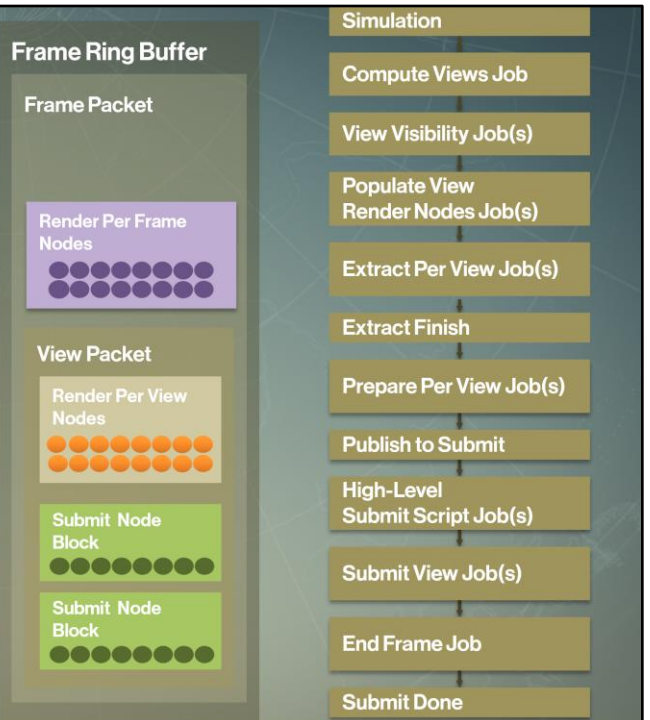 Frame Ring Buffer
Frame Packet
Render Per Frame
Nodes
View Packet
Render Per View
Nodes
Submit Node
Block
Submit Node
Block
Simulation
Compute Views Job
View Visibility Job(s)
Populate View
Render Nodes Job(s)
Extract Per View Job(s)
Extract Finish
Prepare Per View Job(s)
Publish to Submit
High-Level
Submit Script Job(s)
Submit View Job(s)
End Frame Job
Submit Done